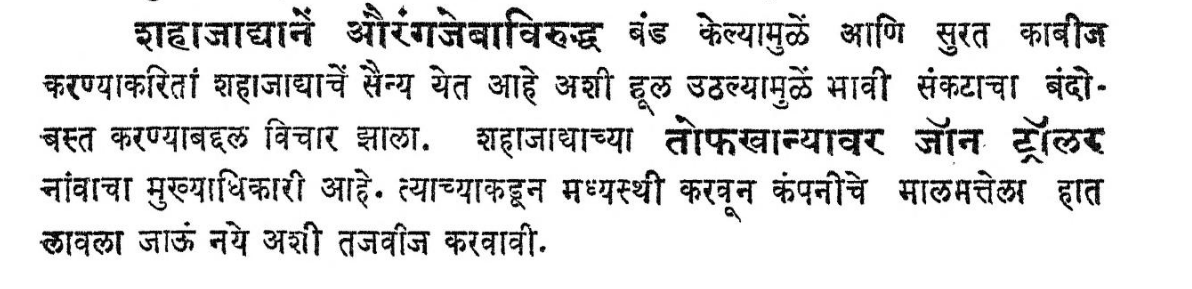 शहाजाद्यानें औरंगजेबाविरुद्ध बंड केल्यामुळें आणि सुरत काबीज
करण्याकरितां शहाजाद्याचें सैन्य येत आहे अशी हूल उठल्यामुळें भावी संकटाचा बंदो-
बस्त करण्याबद्दल विचार झाला. शहाजाद्याच्या तोफखान्यावर जॉन ट्रॉलर
नांवाचा मुख्याधिकारी आहे. त्याच्याकडून मध्यस्थी करवून कंपनीचे मालमत्तेला हात
लावला जाऊं नये अशी तजवीज करवावी.